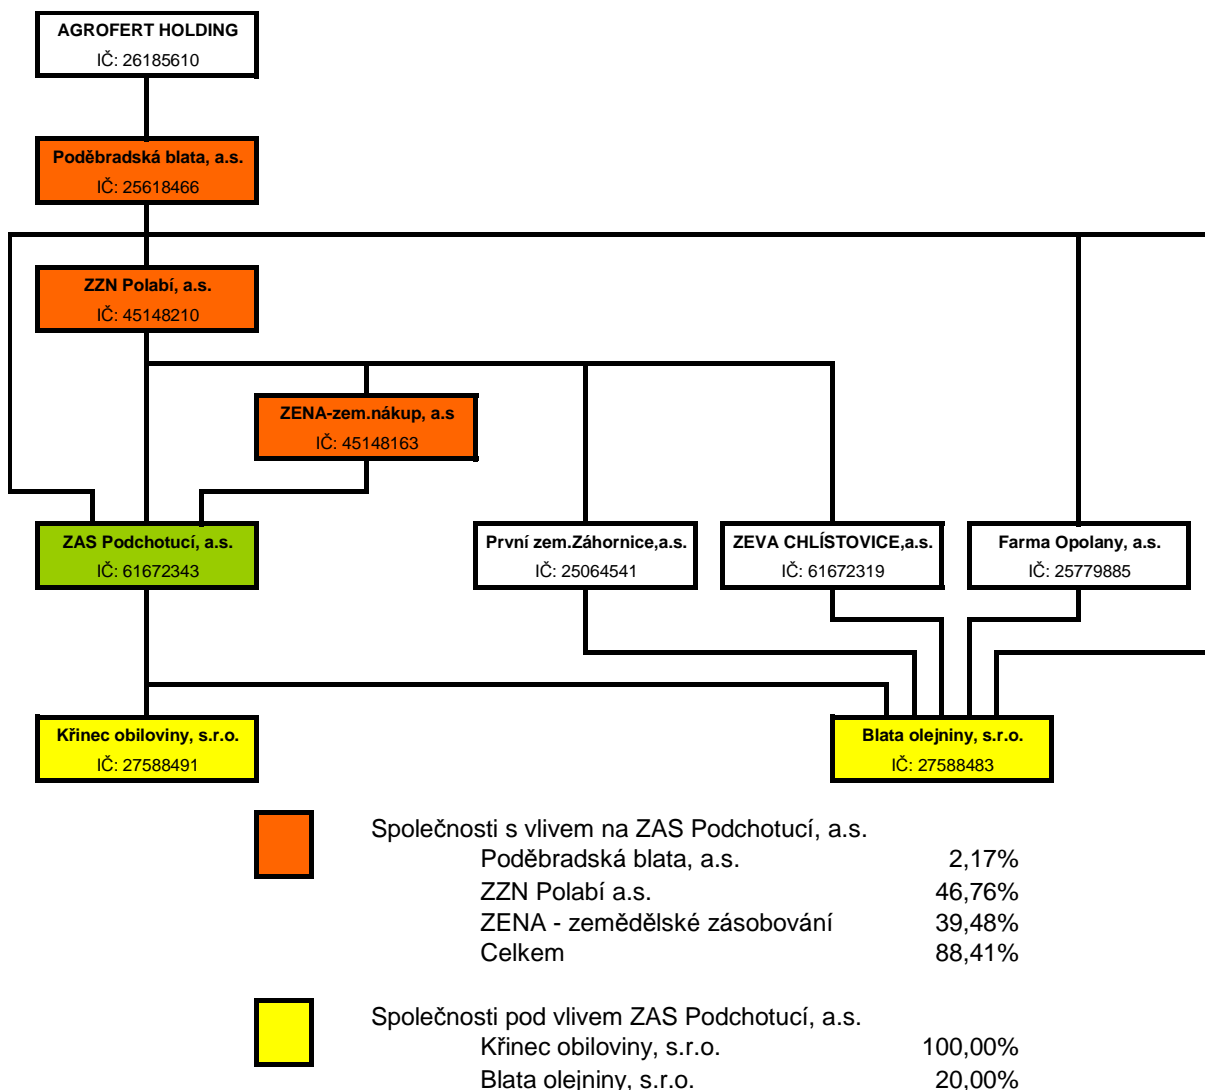 AGROFERT HOLDING
IČ: 26185610
Poděbradská blata, a.s.
IČ: 25618466
ZZN Polabí, a.s.
IČ: 45148210
ZENA-zem.nákup, a.s
IČ: 45148163
ZAS Podchotucí, a.s.
IČ: 61672343
První zem.Záhornice,a.s.
IČ: 25064541
ZEVA CHLÍSTOVICE,a.s.
IČ: 61672319
Farma Opolany, a.s.
IČ: 25779885
Křinec obiloviny, s.r.o.
IČ: 27588491
Blata olejniny, s.r.o.
IČ: 27588483
Společnosti s vlivem na ZAS Podchotucí, a.s.
Poděbradská blata, a.s. 2,17%
ZZN Polabí a.s. 46,76%
ZENA - zemědělské zásobování 39,48%
Celkem 88,41%
Společnosti pod vlivem ZAS Podchotucí, a.s.
Křinec obiloviny, s.r.o. 100,00%
Blata olejniny, s.r.o. 20,00%